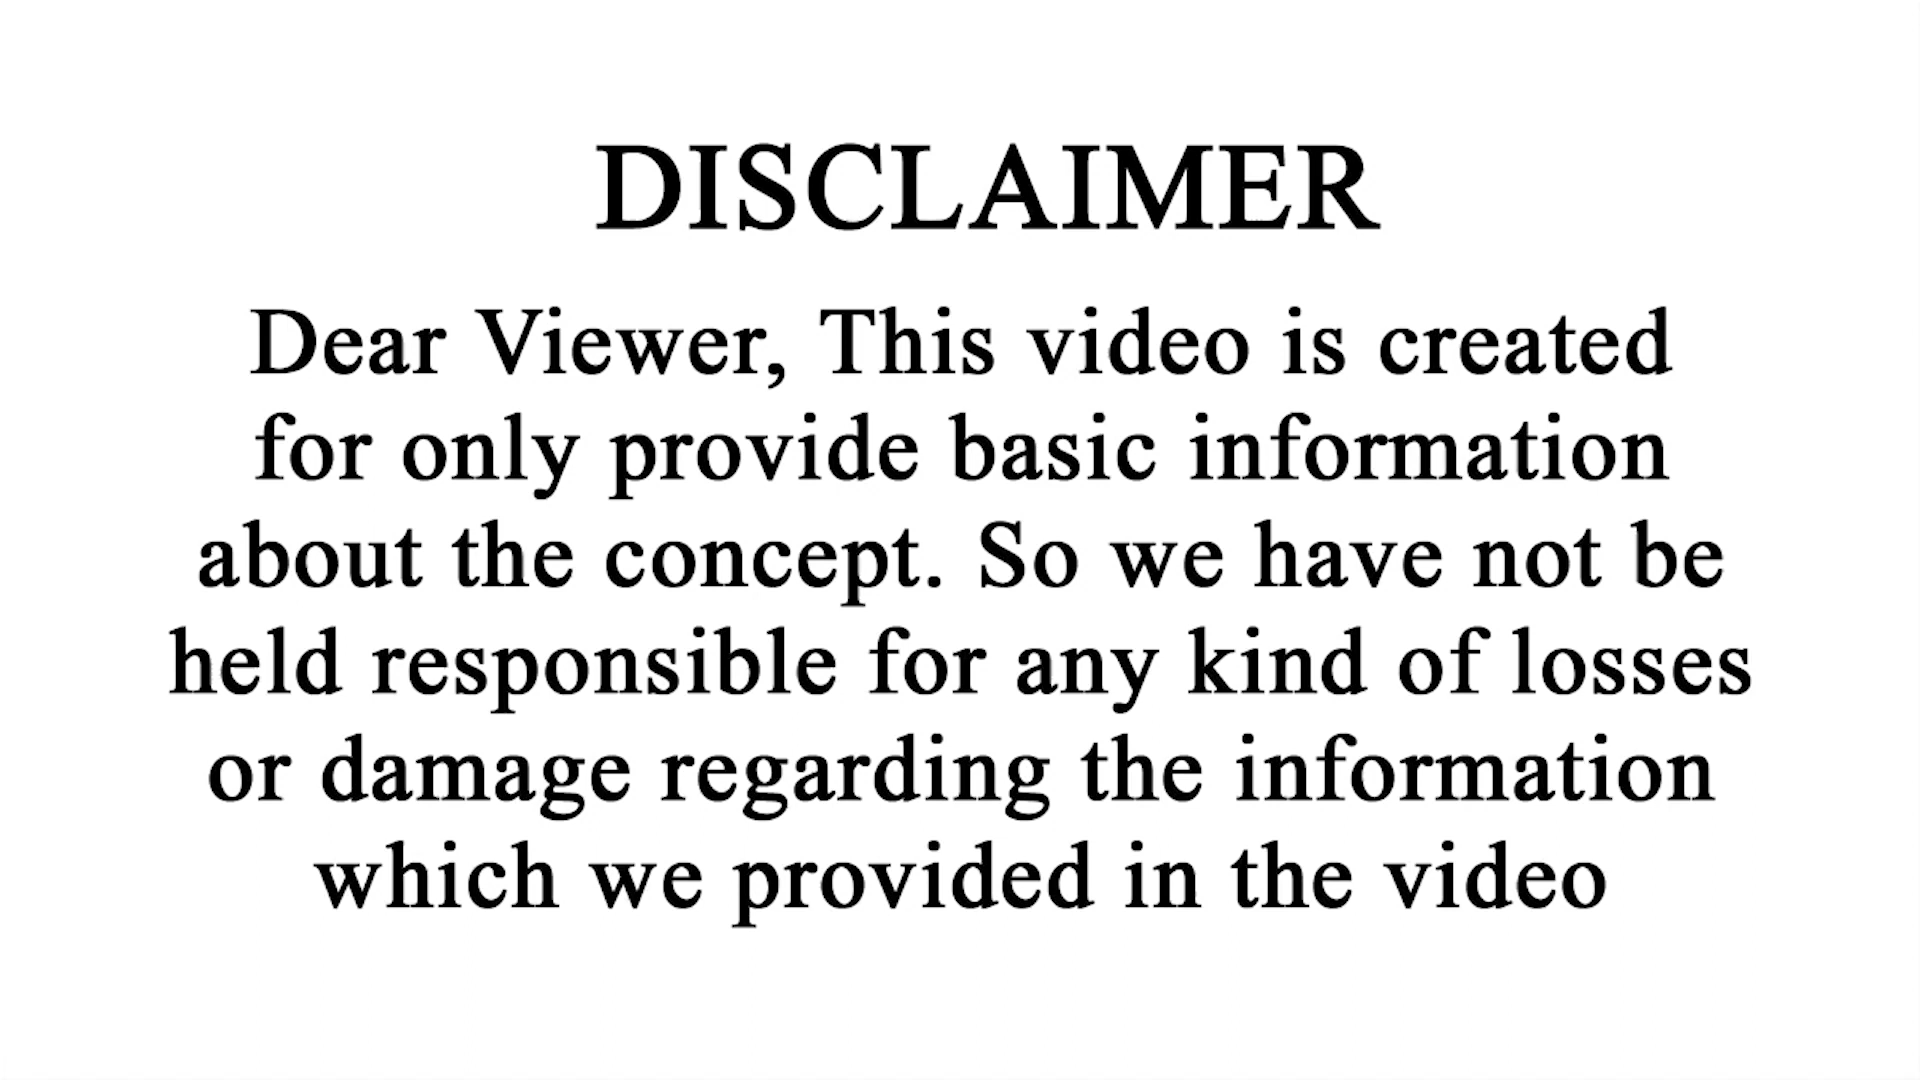 DISCLAIMER
Dear Viewer, This video is created
for only provide basic information
about the concept. So we have not be
held responsible for any kind of losses
or damage regarding the information
which we provided in the video